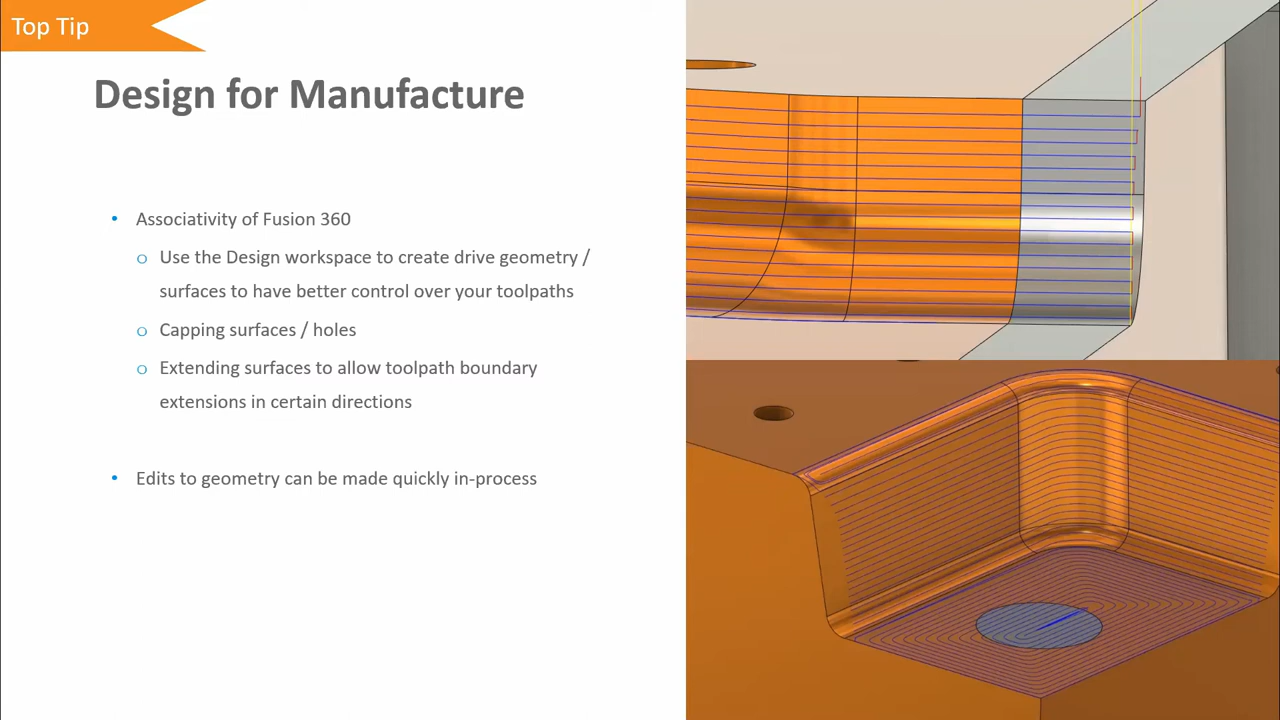 Top Tip
Design for Manufacture
• Associativity of Fusion 360
o Use the Design workspace to create drive geometry /
surfaces to have better control over your toolpaths
o Capping surfaces / holes
o Extending surfaces to allow toolpath boundary
extensions in certain directions
• Edits to geometry can be made quickly in-process